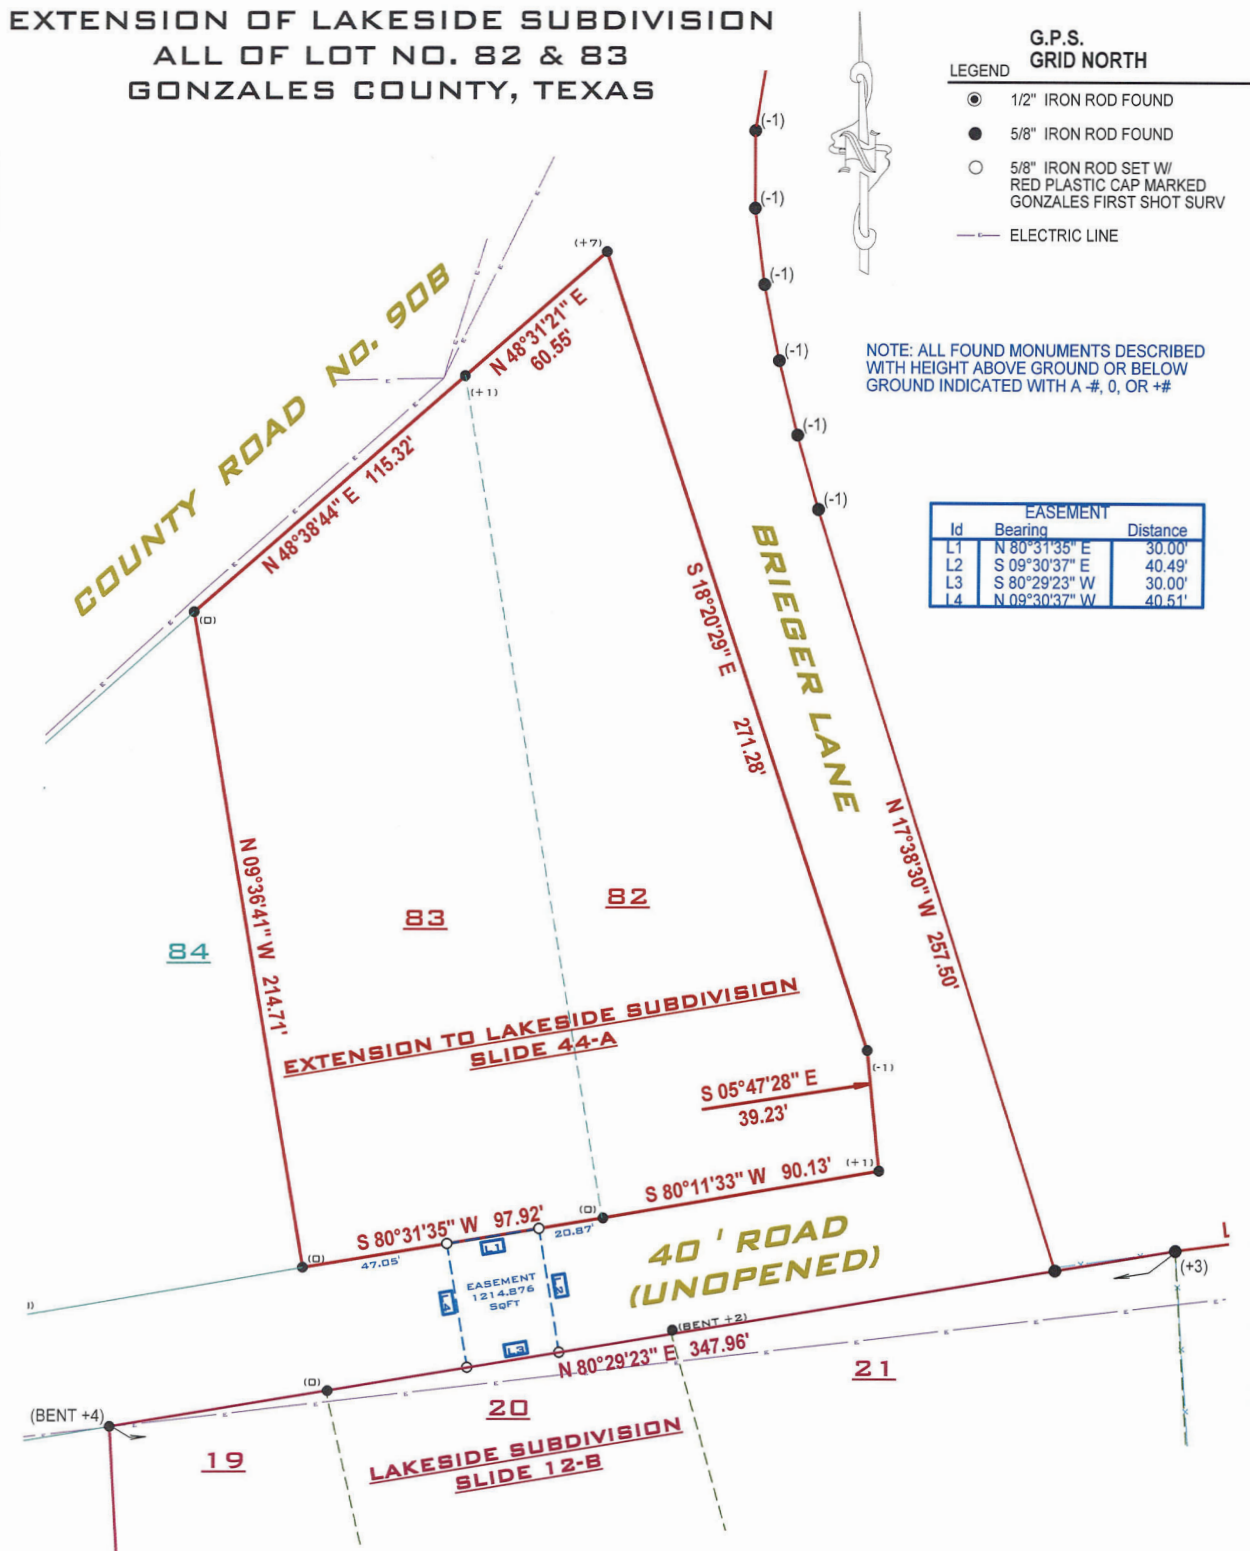 EXTENSION OF LAKESIDE SUBDIVISION
ALL OF LOT NO. 82 & 83
GONZALES COUNTY, TEXAS
G.P.S.
GRID NORTH
LEGEND
1/2" IRON ROD FOUND
5/8" IRON ROD FOUND
5/8" IRON ROD SET W/
RED PLASTIC CAP MARKED
GONZALES FIRST SHOT SURV
E
ELECTRIC LINE
N
NOTE: ALL FOUND MONUMENTS DESCRIBED
WITH HEIGHT ABOVE GROUND OR BELOW
GROUND INDICATED WITH A -#, 0, OR +#
EASEMENT
Id Bearing Distance
L1 N 80°31'35" E 30.00'
L2 S 09°30'37" E 40.49'
L3 S 80°29'23" W 30.00'
L4 N 09°30'37" W 40.51'
(-1)
(-1)
(-1)
(-1)
(-1)
(-1)
(+7)
N 48°31'21" E
60.55'
(+1)
COUNTY ROAD NO. 90B
N 48°38'44" E 115.32'
(0)
S 18°20'29" E 271.28'
BRIEGER LANE
N 17°38'30" W 257.50'
N 09°36'41" W 214.71'
84
83
82
EXTENSION TO LAKESIDE SUBDIVISION
SLIDE 44-A
S 05°47'28" E
39.23'
(-1)
(+1)
S 80°11'33" W 90.13'
(0)
S 80°31'35" W 97.92'
(0)
47.05'
20.87'
L1
L2
L3
L4
EASEMENT
1214.876
SQFT
40 ' ROAD
(UNOPENED)
(+3)
L
(BENT +2)
N 80°29'23" E 347.96'
(0)
(BENT +4)
19
20
21
LAKESIDE SUBDIVISION
SLIDE 12-B